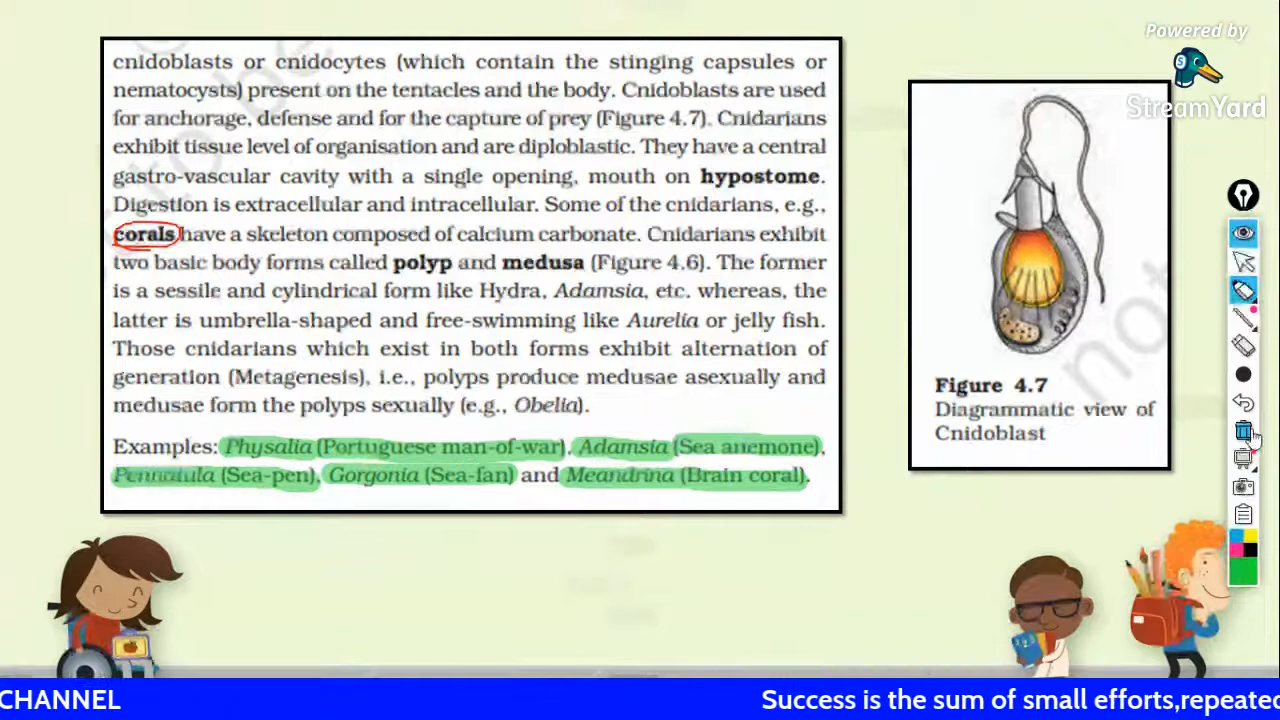 Powered by
StreamYard
cnidoblasts or cnidocytes (which contain the stinging capsules or
nematocysts) present on the tentacles and the body. Cnidoblasts are used
for anchorage, defense and for the capture of prey (Figure 4.7). Cnidarians
exhibit tissue level of organisation and are diploblastic. They have a central
gastro-vascular cavity with a single opening, mouth on hypostome.
Digestion is extracellular and intracellular. Some of the cnidarians, e.g.,
corals have a skeleton composed of calcium carbonate. Cnidarians exhibit
two basic body forms called polyp and medusa (Figure 4.6). The former
is a sessile and cylindrical form like Hydra, Adamsia, etc. whereas, the
latter is umbrella-shaped and free-swimming like Aurelia or jelly fish.
Those cnidarians which exist in both forms exhibit alternation of
generation (Metagenesis), i.e., polyps produce medusae asexually and
medusae form the polyps sexually (e.g., Obelia).
Examples: Physalia (Portuguese man-of-war), Adamsia (Sea anemone),
Pennatula (Sea-pen), Gorgonia (Sea-fan) and Meandrina (Brain coral).
Figure 4.7
Diagrammatic view of
Cnidoblast
CHANNEL
Success is the sum of small efforts,repeated